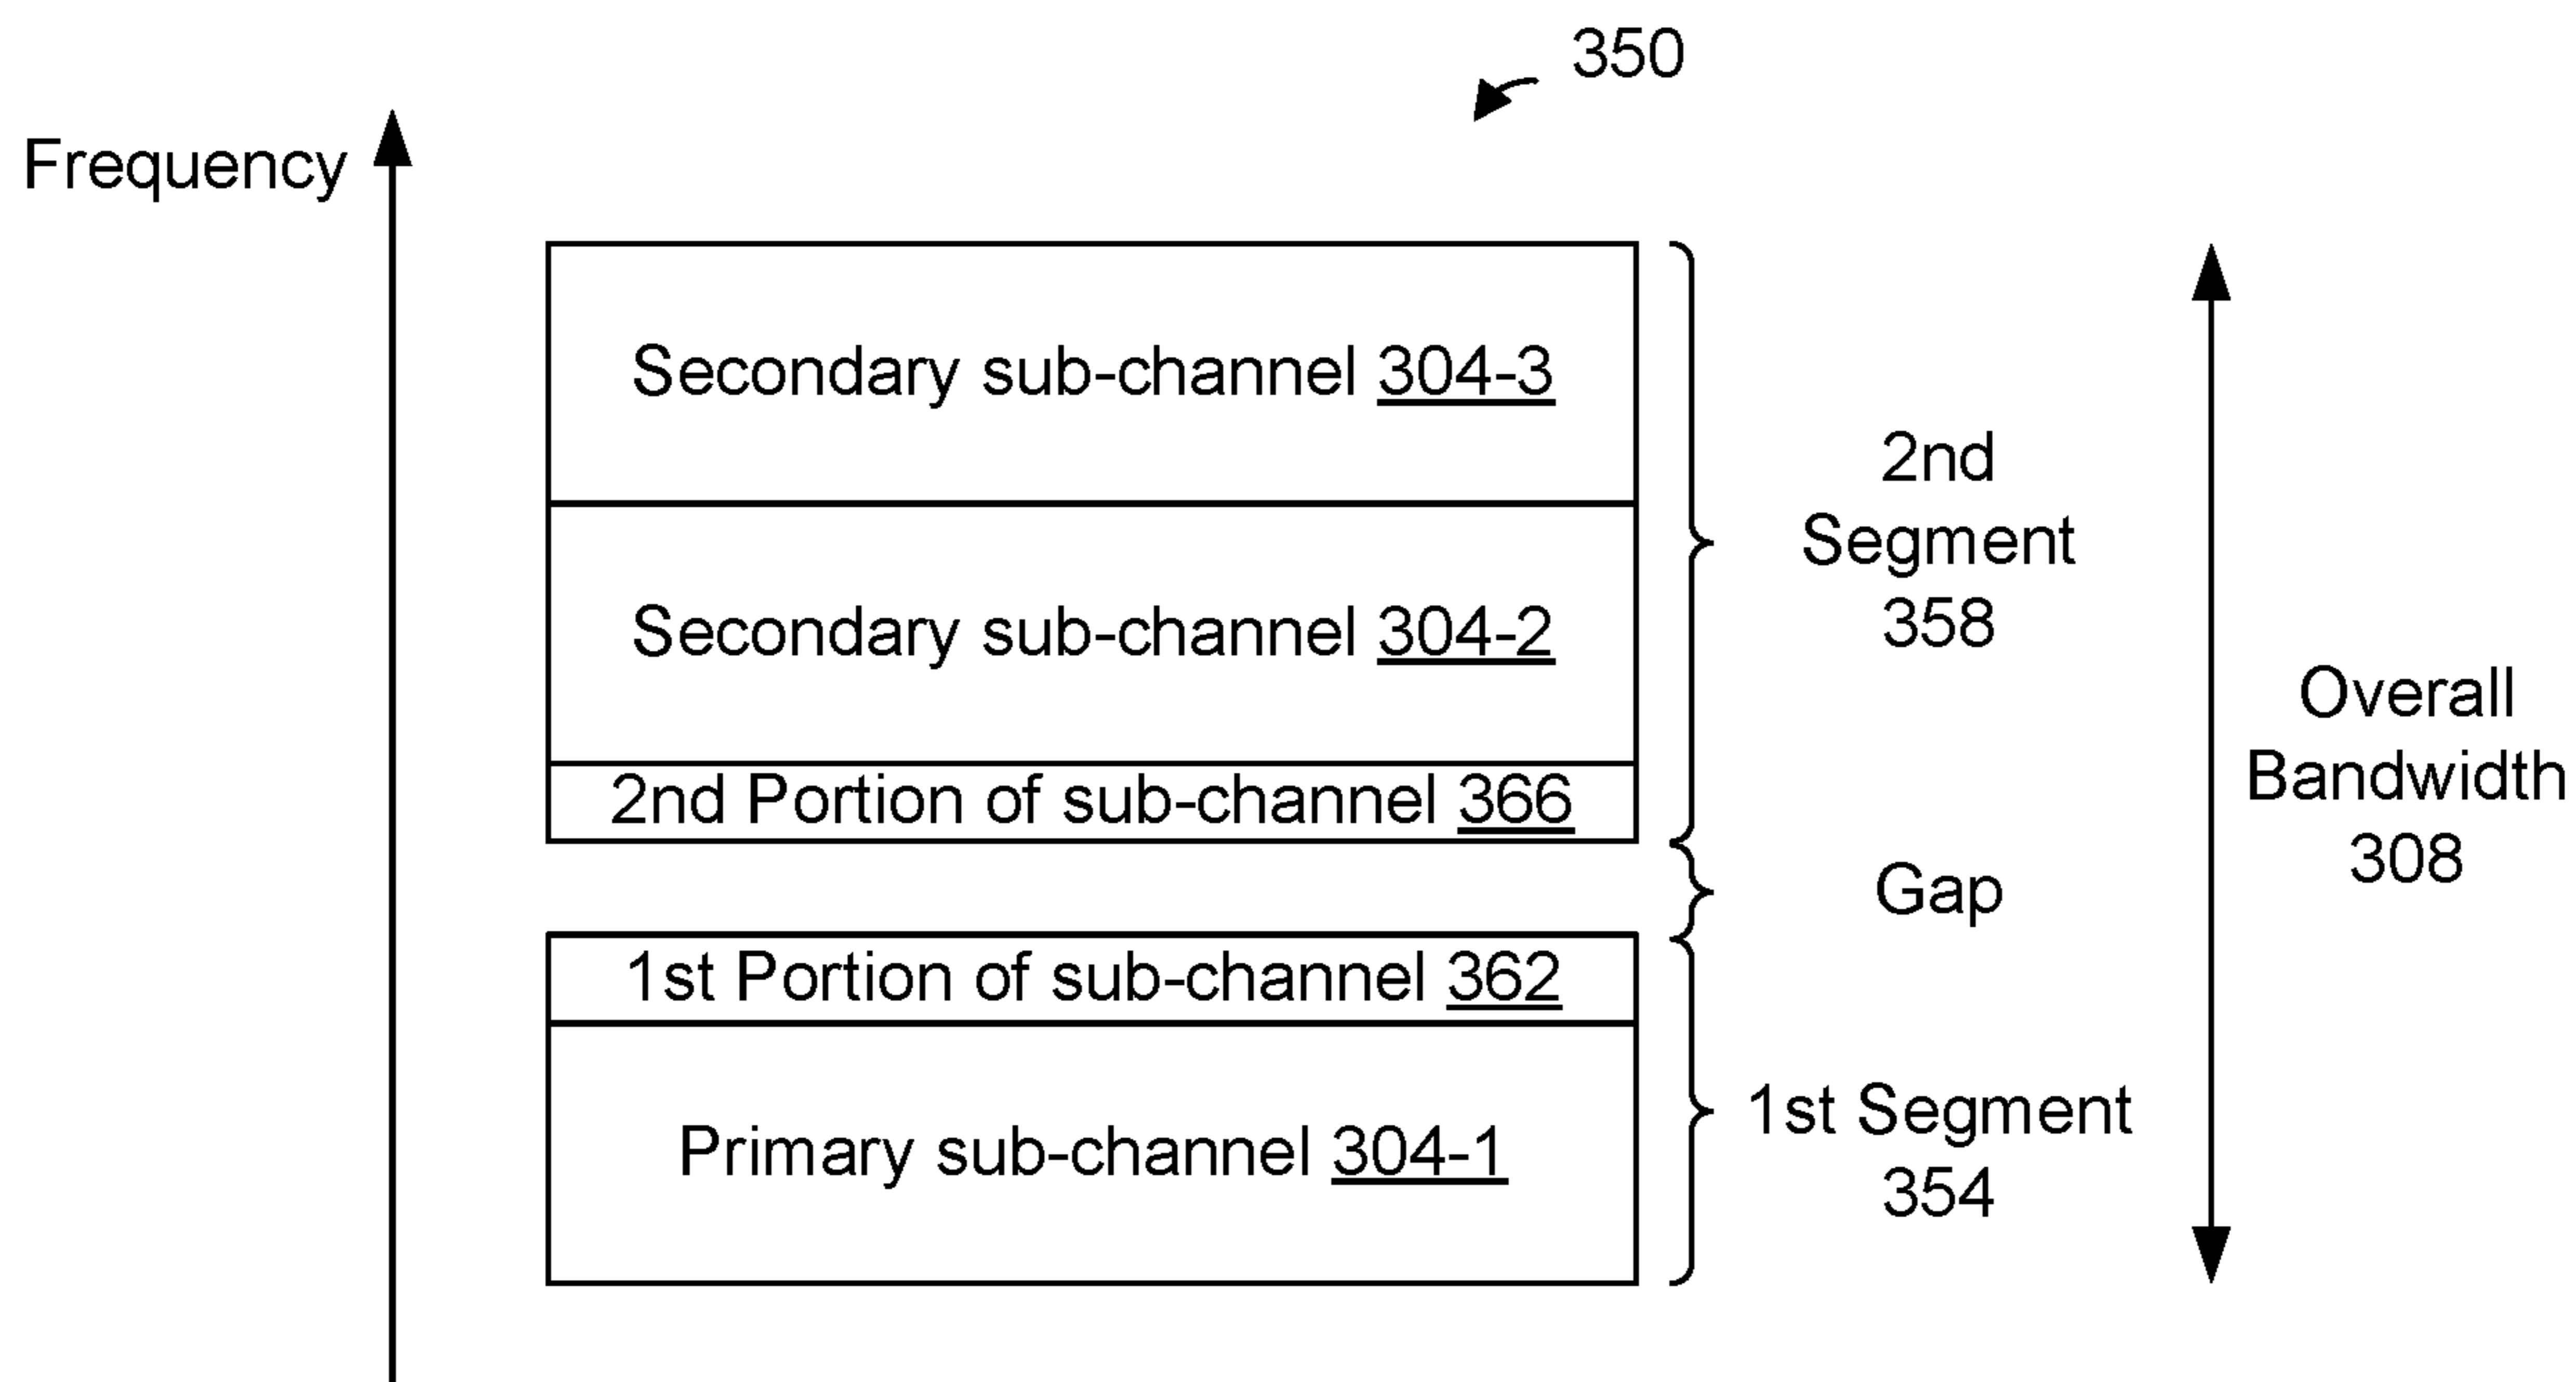 350
Frequency
Secondary sub-channel 304-3
2nd
Segment
358
Secondary sub-channel 304-2
Overall
Bandwidth
308
2nd Portion of sub-channel 366
Gap
1st Portion of sub-channel 362
1st Segment
354
Primary sub-channel 304-1